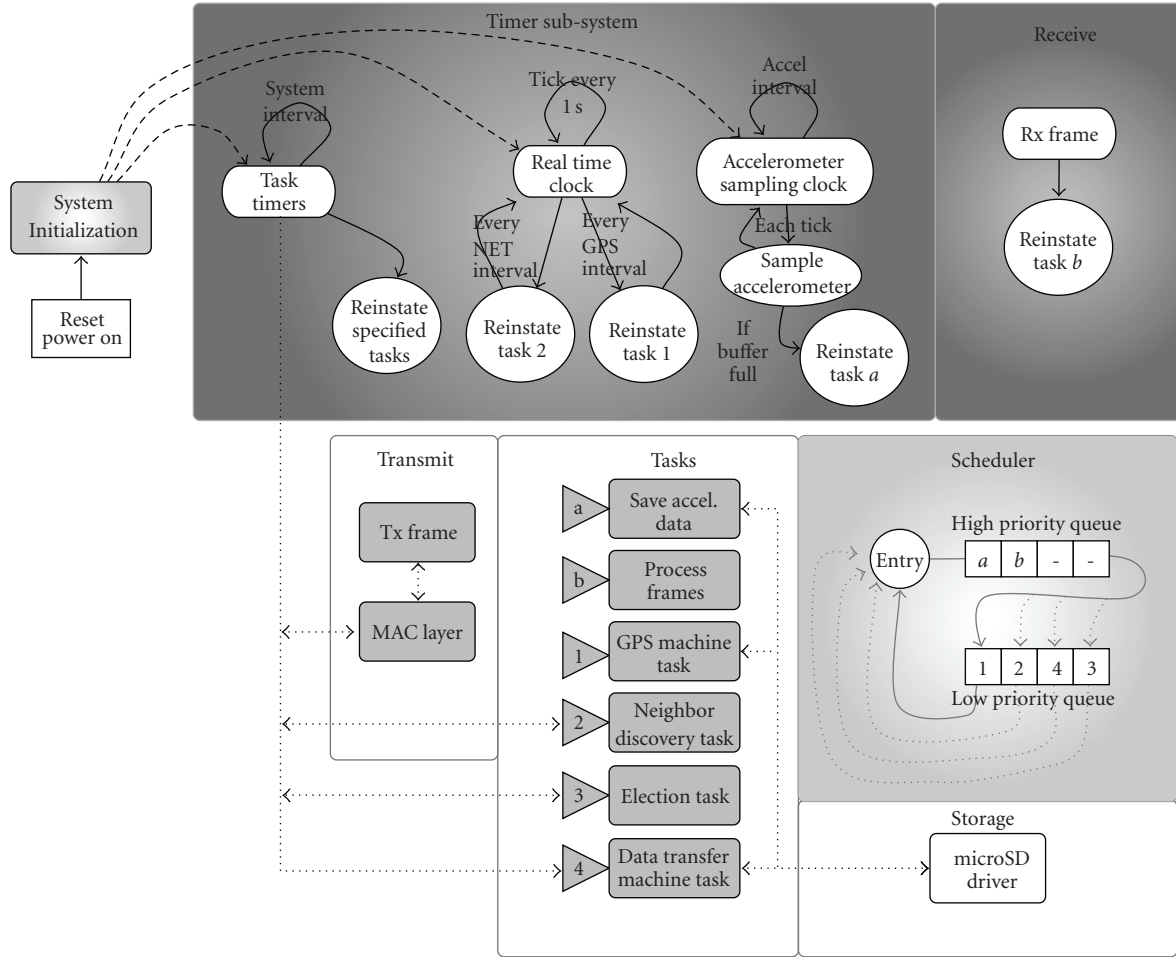 Timer sub-system
Receive
System
interval
Tick every
1 s
Accel
interval
Rx frame
System
Initialization
Task
timers
Real time
clock
Accelerometer
sampling clock
Every
NET
interval
Every
GPS
interval
Each tick
Sample
accelerometer
Reinstate
task b
Reset
power on
Reinstate
specified
tasks
Reinstate
task 2
Reinstate
task 1
If
buffer
full
Reinstate
task a
Transmit
Tx frame
MAC layer
Tasks
a
Save accel.
data
b
Process
frames
1
GPS machine
task
2
Neighbor
discovery task
3
Election task
4
Data transfer
machine task
Scheduler
High priority queue
Entry
a b - -
1 2 4 3
Low priority queue
Storage
microSD
driver